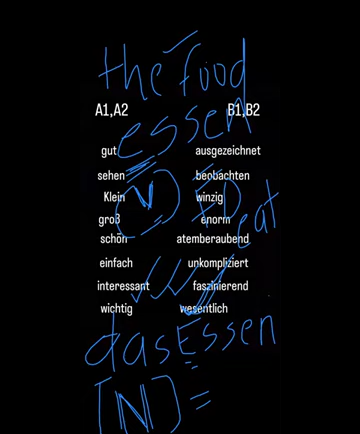 the Food
A1,A2 B1,B2
essen
gut ausgezeichnet
sehen beobachten
Klein winzig
(V)
groß enorm
eat
schön atemberaubend
einfach unkompliziert
interessant faszinierend
wichtig wesentlich
das Essen
[N] =